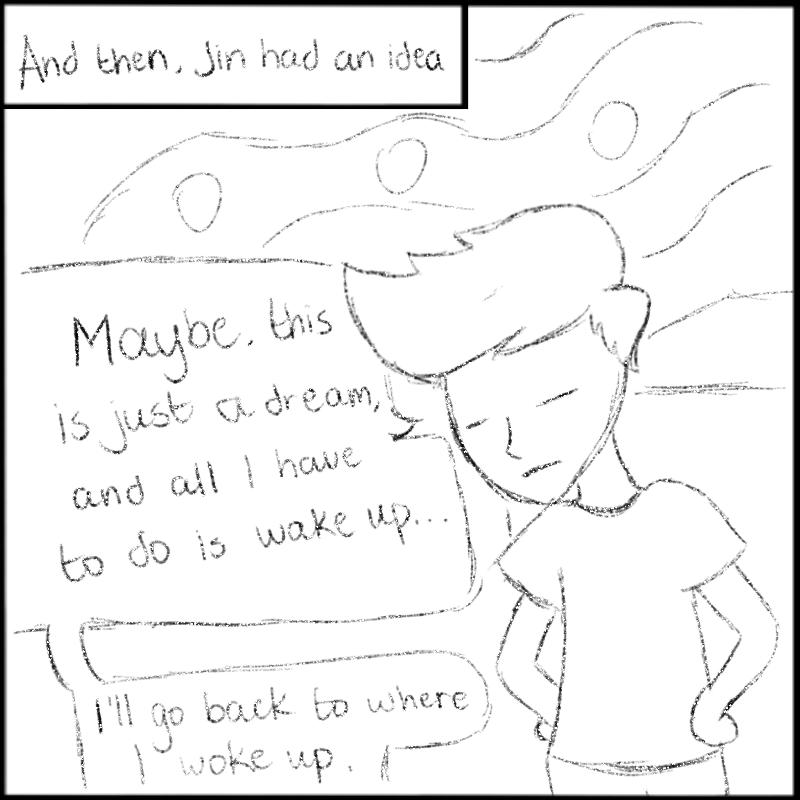 And then, Jin had an idea
Maybe, this
is just a dream,
and all I have
to do is wake up...
I'll go back to where
I woke up.